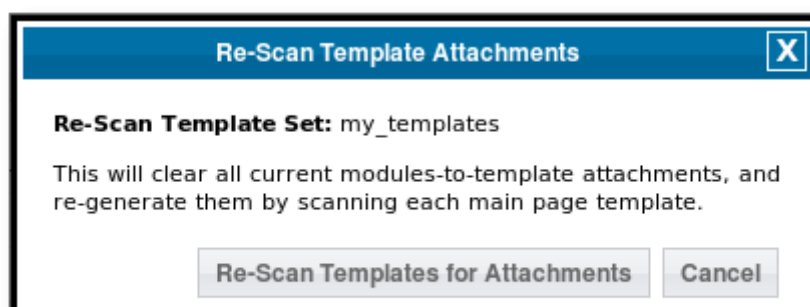 Re-Scan Template Attachments X
Re-Scan Template Set: my_templates
This will clear all current modules-to-template attachments, and
re-generate them by scanning each main page template.
Re-Scan Templates for Attachments Cancel